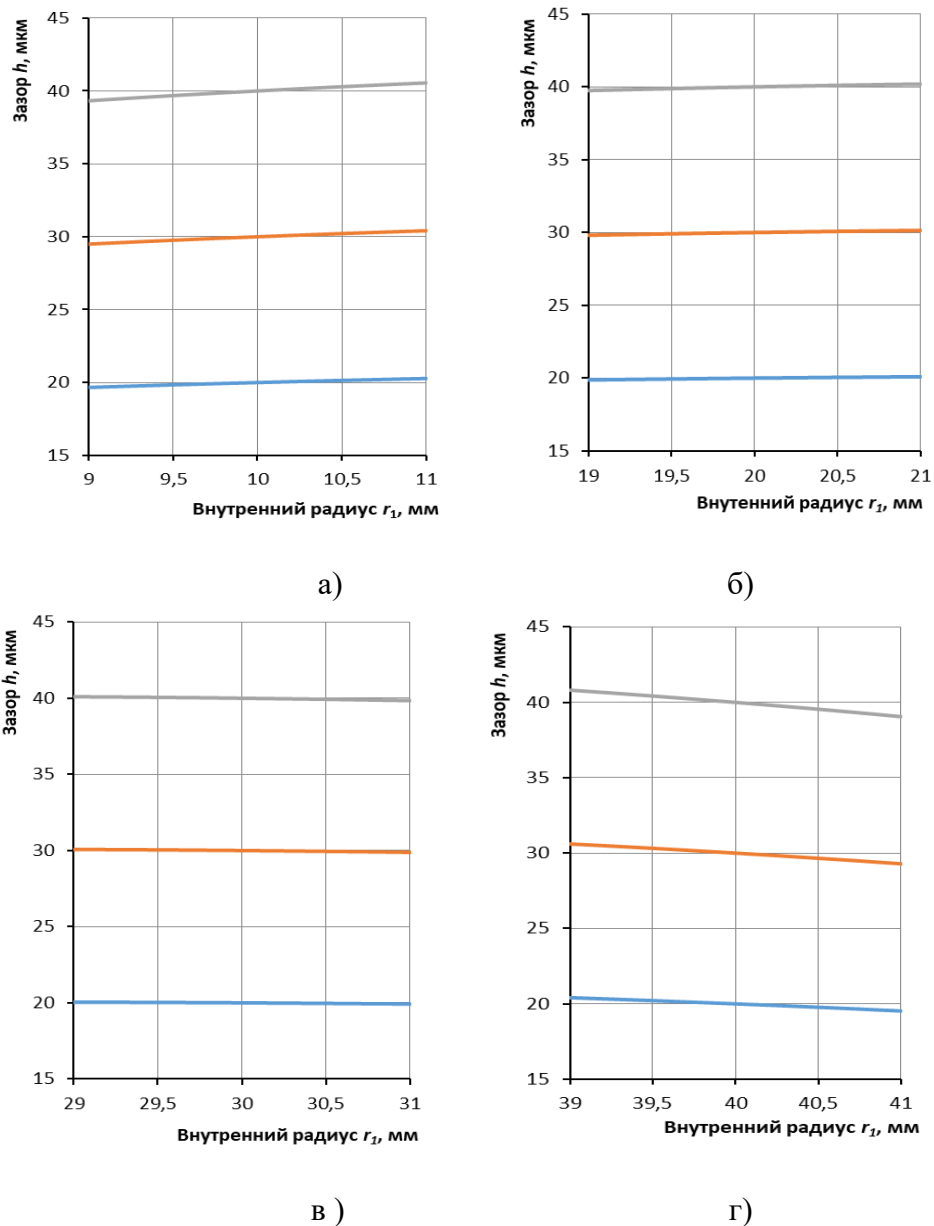 Зазор h, мкм
45
40
35
30
25
20
15
9 9,5 10 10,5 11
Внутренний радиус r1, мм
а)
Зазор h, мкм
45
40
35
30
25
20
15
19 19,5 20 20,5 21
Внутенний радиус r1, мм
б)
Зазор h, мкм
45
40
35
30
25
20
15
29 29,5 30 30,5 31
Внутренний радиус r1, мм
в )
Зазор h, мкм
45
40
35
30
25
20
15
39 39,5 40 40,5 41
Внутренний радиус r1, мм
г)